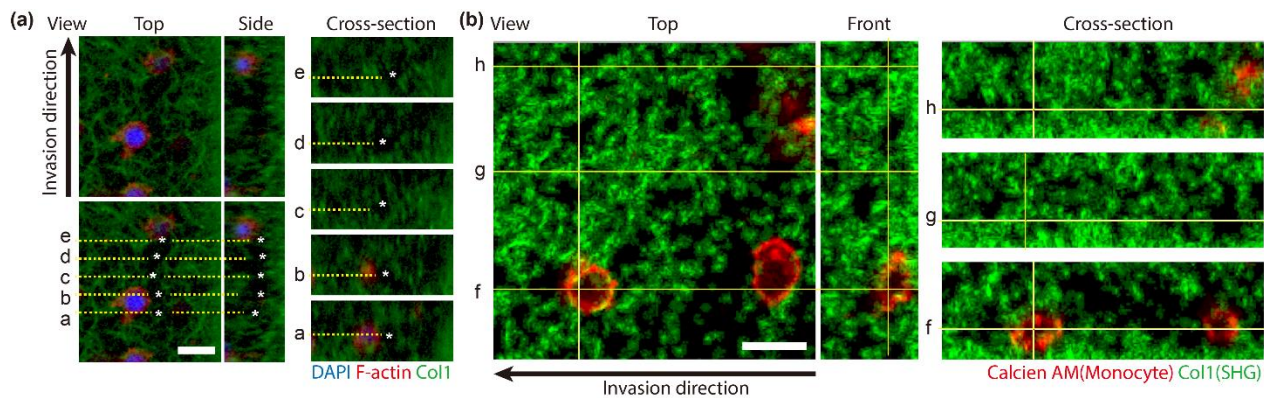 (a) View Top Side Cross-section
Invasion direction
e
d
c
b
a
* * * * * * * * * *
e *
d *
c *
b *
a *
DAPI F-actin Col1
(b) View Top Front Cross-section
h
g
f
Invasion direction
h
g
f
Calcien AM(Monocyte) Col1(SHG)